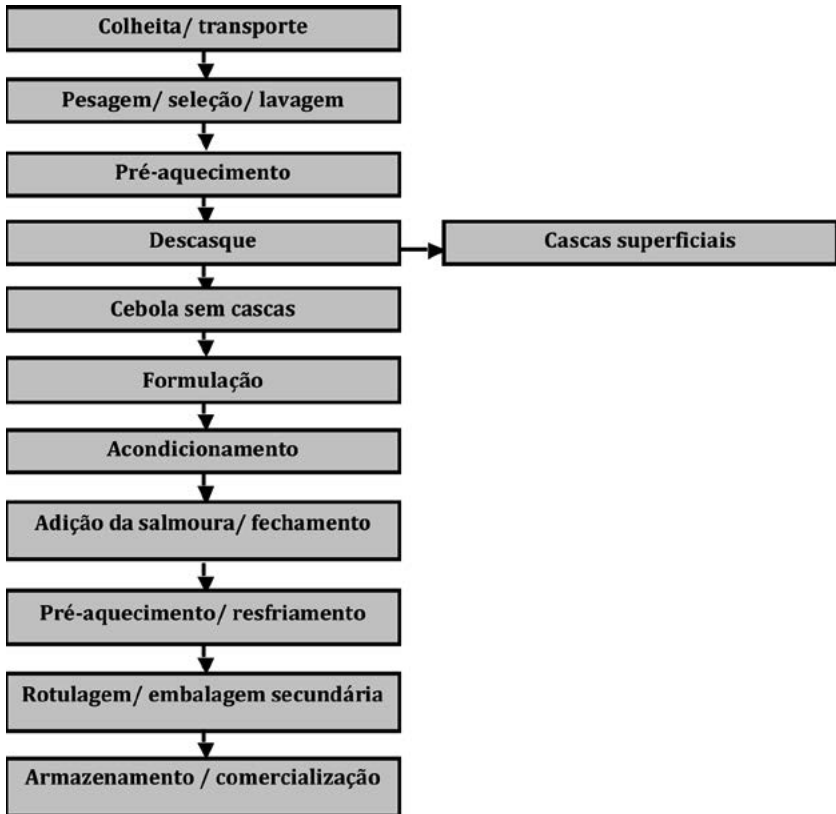 Colheita/ transporte
Pesagem/ seleção/ lavagem
Pré-aquecimento
Descasque
Cascas superficiais
Cebola sem cascas
Formulação
Acondicionamento
Adição da salmoura/ fechamento
Pré-aquecimento/ resfriamento
Rotulagem/ embalagem secundária
Armazenamento / comercialização